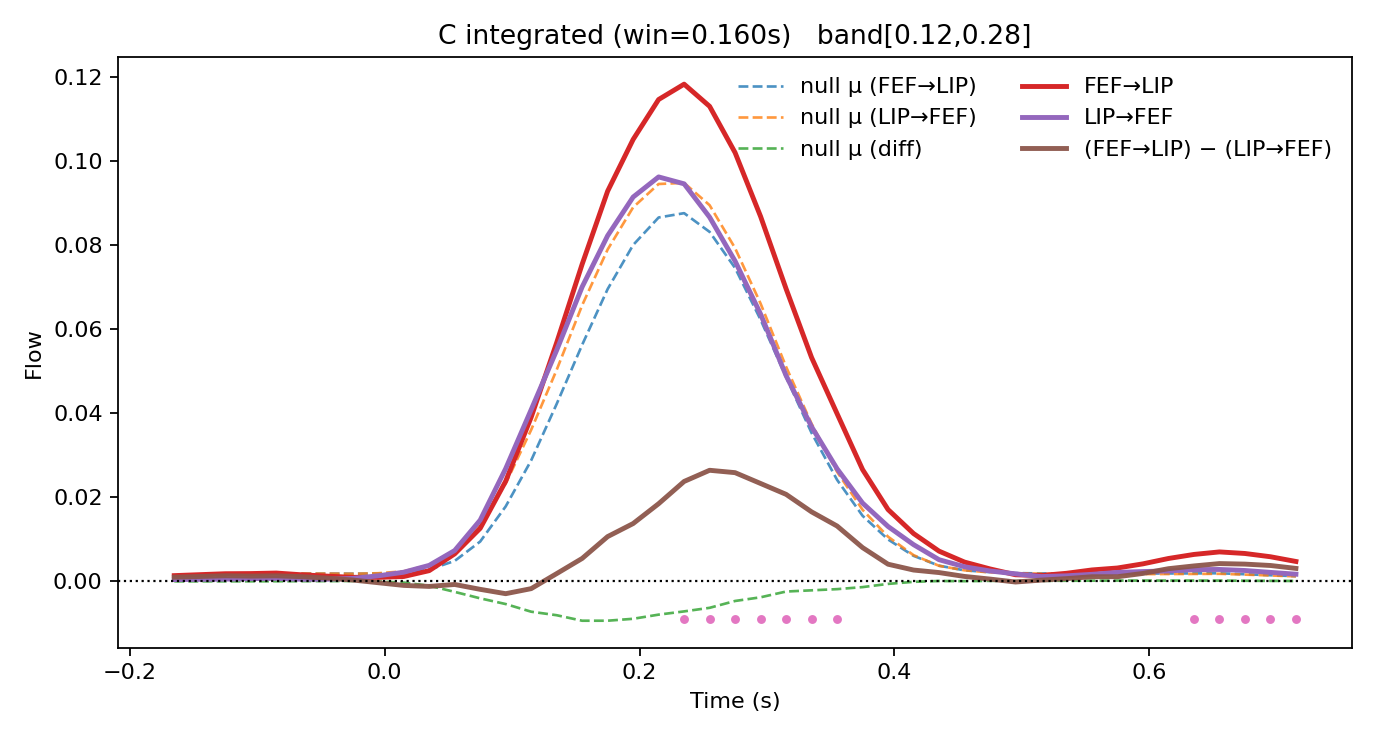 C integrated (win=0.160s)   band[0.12,0.28]
0.12
0.10
0.08
0.06
0.04
0.02
0.00
Flow
null μ (FEF→LIP)
null μ (LIP→FEF)
null μ (diff)
FEF→LIP
LIP→FEF
(FEF→LIP) − (LIP→FEF)
−0.2
0.0
0.2
0.4
0.6
Time (s)